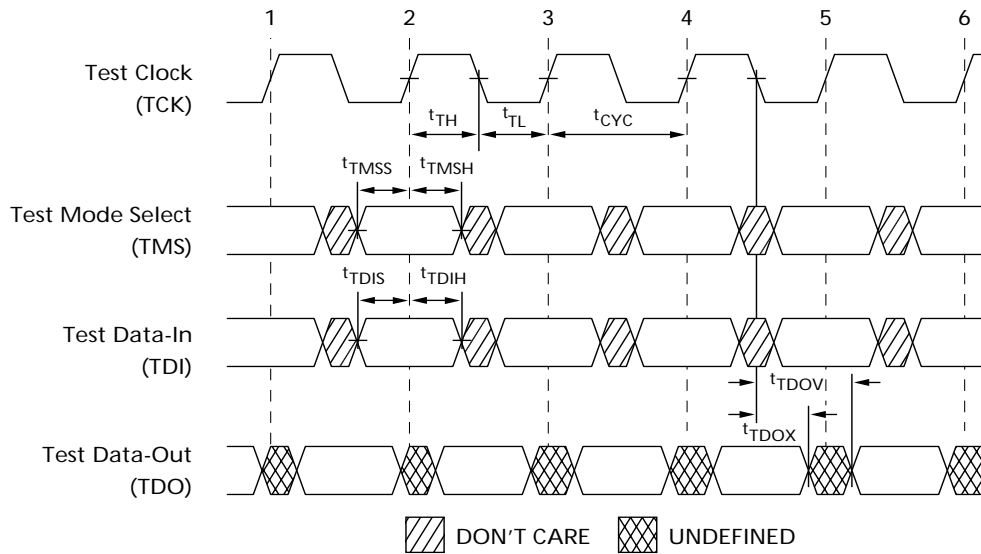 1 2 3 4 5 6
Test Clock
(TCK)
tTH tTL tCYC
tTMSS tTMSH
Test Mode Select
(TMS)
tTDIS tTDIH
Test Data-In
(TDI)
tTDOV
tTDOX
Test Data-Out
(TDO)
DON'T CARE UNDEFINED